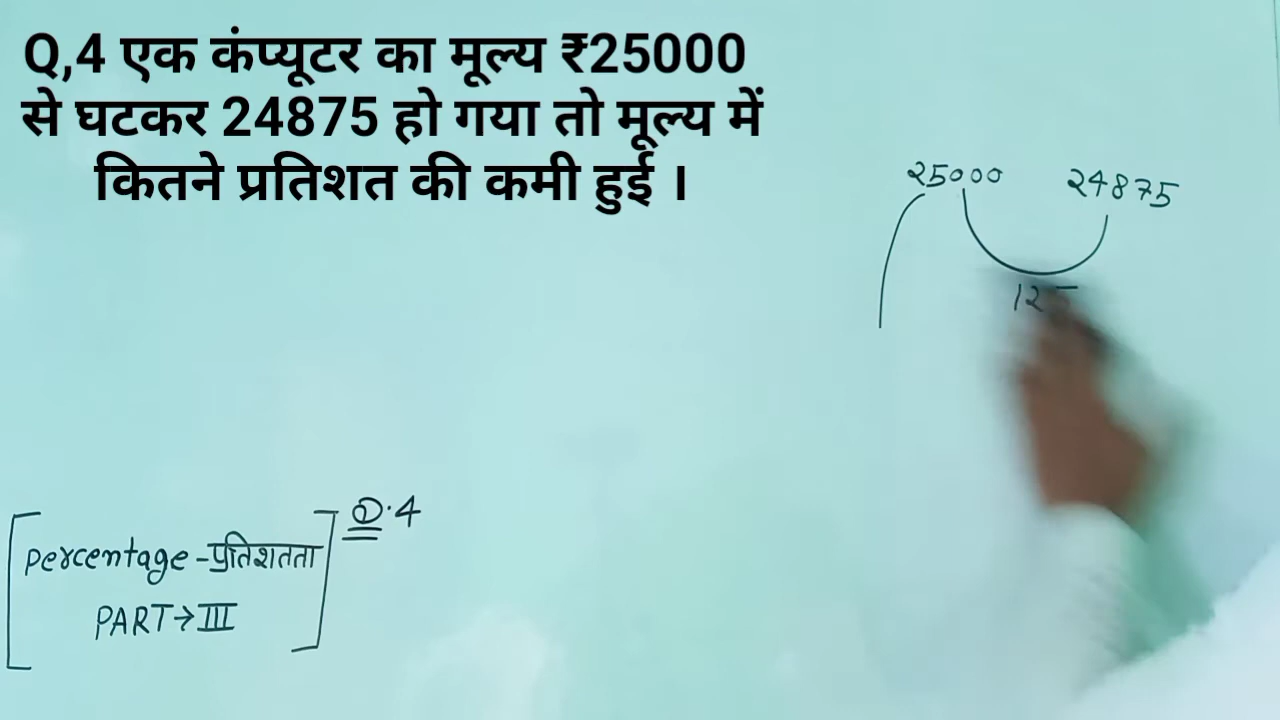 Q,4 एक कंप्यूटर का मूल्य ₹25000
से घटकर 24875 हो गया तो मूल्य में
कितने प्रतिशत की कमी हुई ।
25000 24875
12
Percentage-प्रतिशतता
PART→III
Q.4